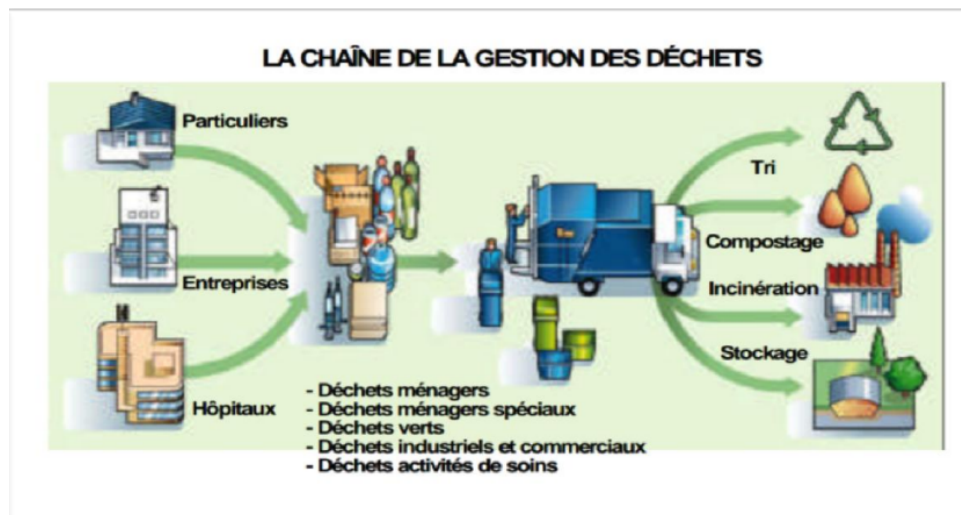 LA CHAÎNE DE LA GESTION DES DÉCHETS
Particuliers
Entreprises
Hôpitaux
- Déchets ménagers
- Déchets ménagers spéciaux
- Déchets verts
- Déchets industriels et commerciaux
- Déchets activités de soins
Tri
Compostage
Incinération
Stockage